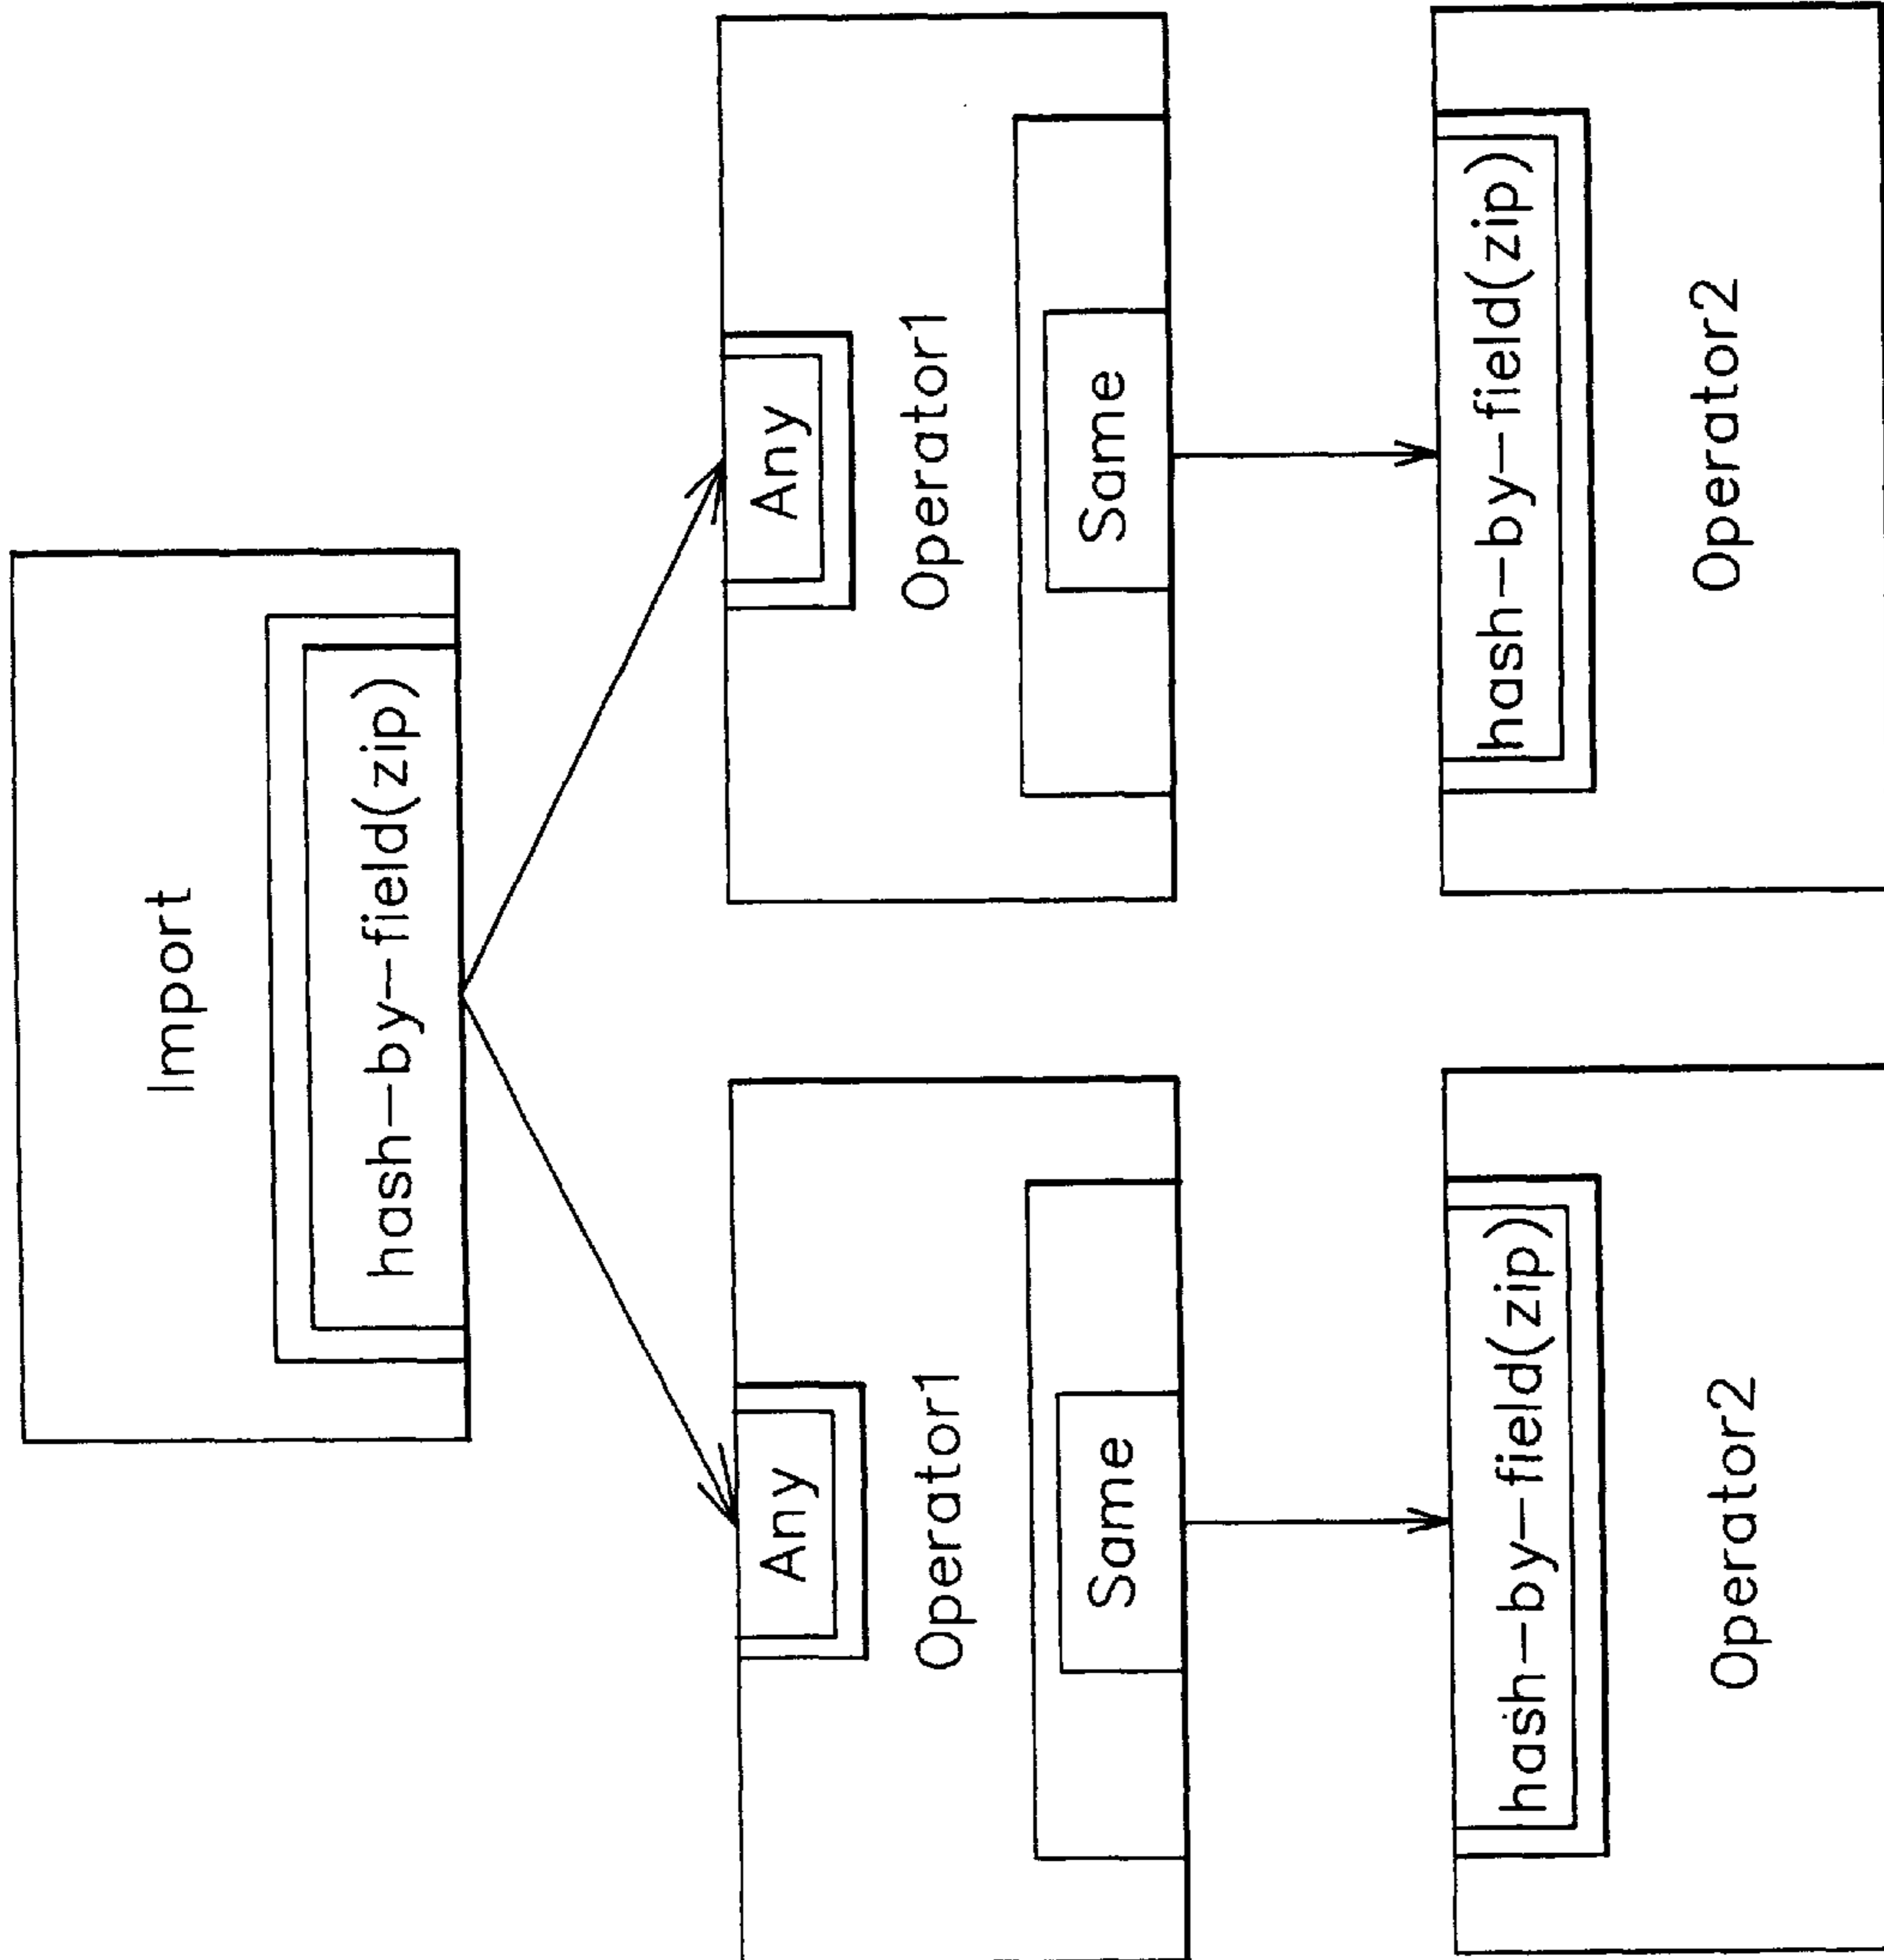 Import
hash-by-field(zip)
Any
Operator1
Same
hash-by-field(zip)
Operator2
Any
Operator1
Same
hash-by-field(zip)
Operator2